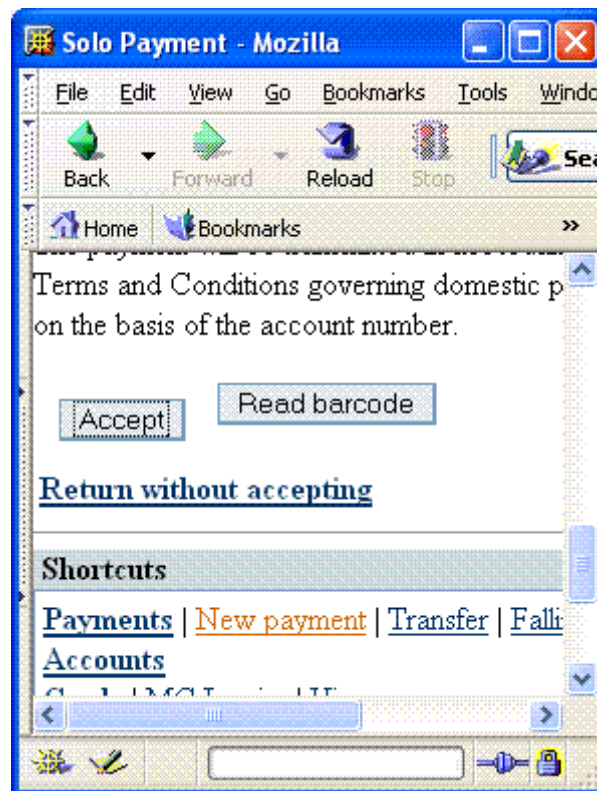 Solo Payment - Mozilla
File Edit View Go Bookmarks Tools
Back Forward Reload Stop
Home Bookmarks »
Terms and Conditions governing domestic p
on the basis of the account number.
Accept Read barcode
Return without accepting
Shortcuts
Payments | New payment | Transfer |
Accounts